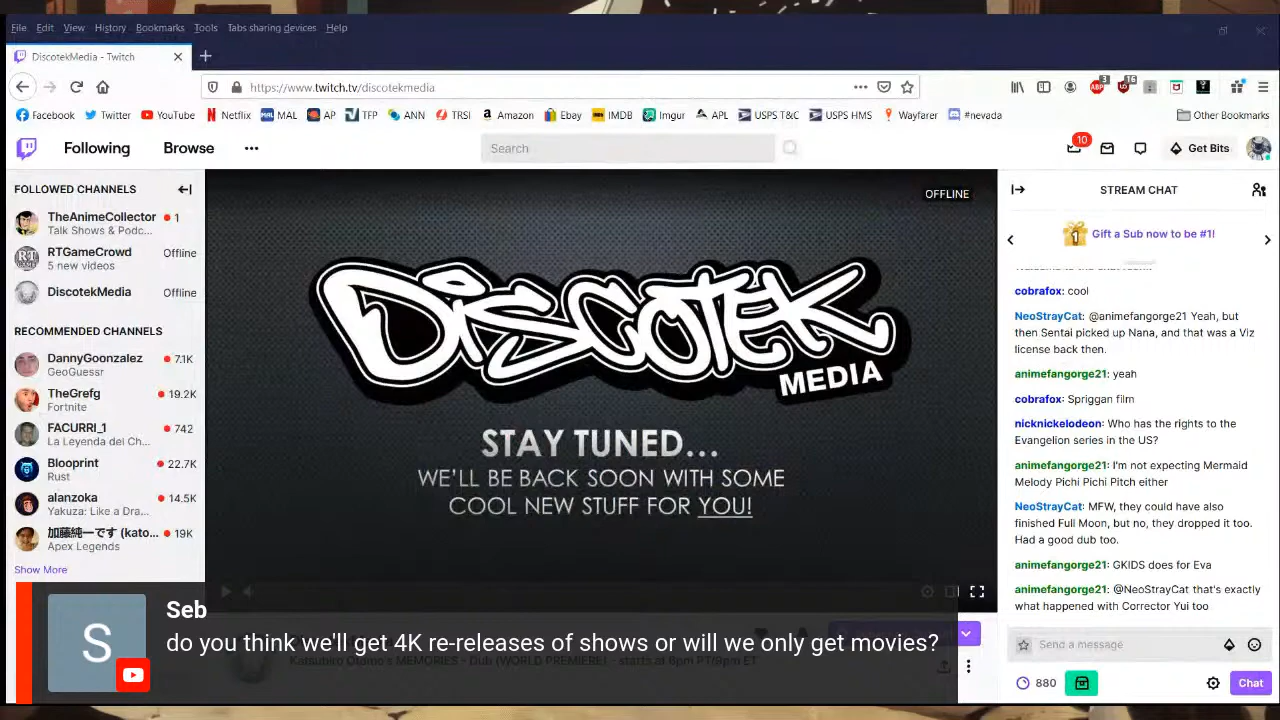 File Edit View History Bookmarks Tools Tabs sharing devices Help
DiscotekMedia - Twitch
https://www.twitch.tv/discotekmedia
ABP 3 16
Facebook Twitter YouTube Netflix MAL MAL AP TFP ANN TRSI Amazon Ebay IMDB Imgur APL USPS T&C USPS HMS Wayfarer #nevada Other Bookmarks
Following Browse Search 10 Get Bits
FOLLOWED CHANNELS
TheAnimeCollector 1
Talk Shows & Podc...
RTGameCrowd Offline
5 new videos
DiscotekMedia Offline
RECOMMENDED CHANNELS
DannyGoonzalez 7.1K
GeoGuessr
TheGrefg 19.2K
Fortnite
FACURRI_1 742
La Leyenda del Ch...
Blooprint 22.7K
Rust
alanzoka 14.5K
Yakuza: Like a Dra...
加藤純一です (kato... 19K
Apex Legends
Show More
OFFLINE
DISCOTEK
MEDIA
STAY TUNED...
WE'LL BE BACK SOON WITH SOME
COOL NEW STUFF FOR YOU!
Katsuhiro Otomo's MEMORIES - Dub (WORLD PREMIERE) - starts at 6pm PT/9pm ET
S
Seb
do you think we'll get 4K re-releases of shows or will we only get movies?
STREAM CHAT
1 Gift a Sub now to be #1!
cobrafox: cool
NeoStrayCat: @animefangorge21 Yeah, but
then Sentai picked up Nana, and that was a Viz
license back then.
animefangorge21: yeah
cobrafox: Spriggan film
nicknickelodeon: Who has the rights to the
Evangelion series in the US?
animefangorge21: I'm not expecting Mermaid
Melody Pichi Pichi Pitch either
NeoStrayCat: MFW, they could have also
finished Full Moon, but no, they dropped it too.
Had a good dub too.
animefangorge21: GKIDS does for Eva
animefangorge21: @NeoStrayCat that's exactly
what happened with Corrector Yui too
Send a message
880 Chat